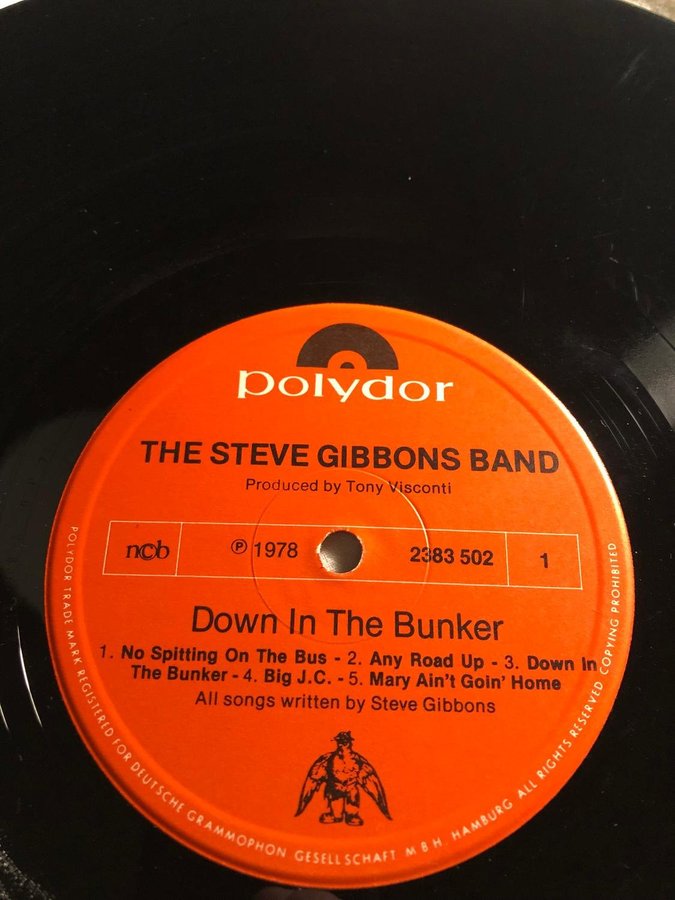 polydor
THE STEVE GIBBONS BAND
Produced by Tony Visconti
ncb ℗ 1978 2383 502 1
Down In The Bunker
1. No Spitting On The Bus - 2. Any Road Up - 3. Down In
The Bunker - 4. Big J.C. - 5. Mary Ain't Goin' Home
All songs written by Steve Gibbons
POLYDOR TRADE MARK REGISTERED FOR DEUTSCHE GRAMMOPHON GESELLSCHAFT MBH. HAMBURG ALL RIGHTS RESERVED COPYING PROHIBITED